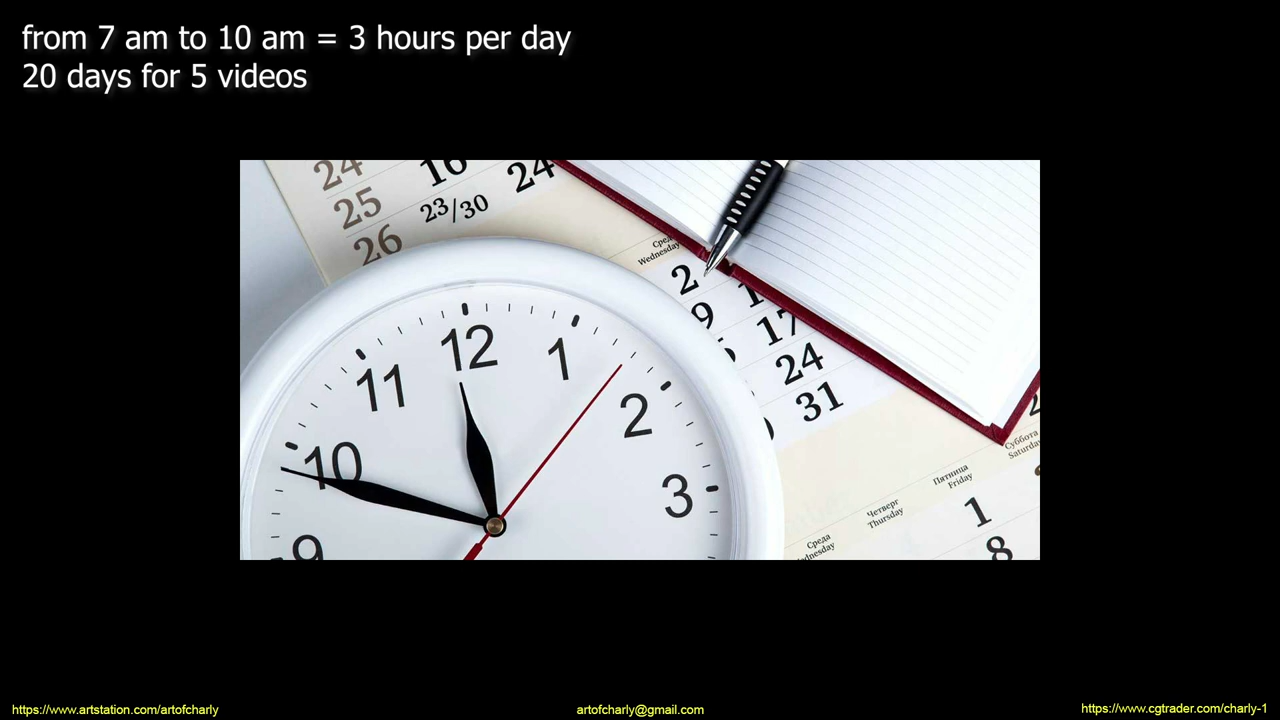 from 7 am to 10 am = 3 hours per day
20 days for 5 videos
24 16 24
25 23/30
26
Wednesday
2
9
17
24
31
12
1
11
2
10
3
9
Суббота
Saturday
Пятница
Friday
Четверг
Thursday
1
Среда
8
https://www.artstation.com/artofcharly
artofcharly@gmail.com
https://www.cgtrader.com/charly-1